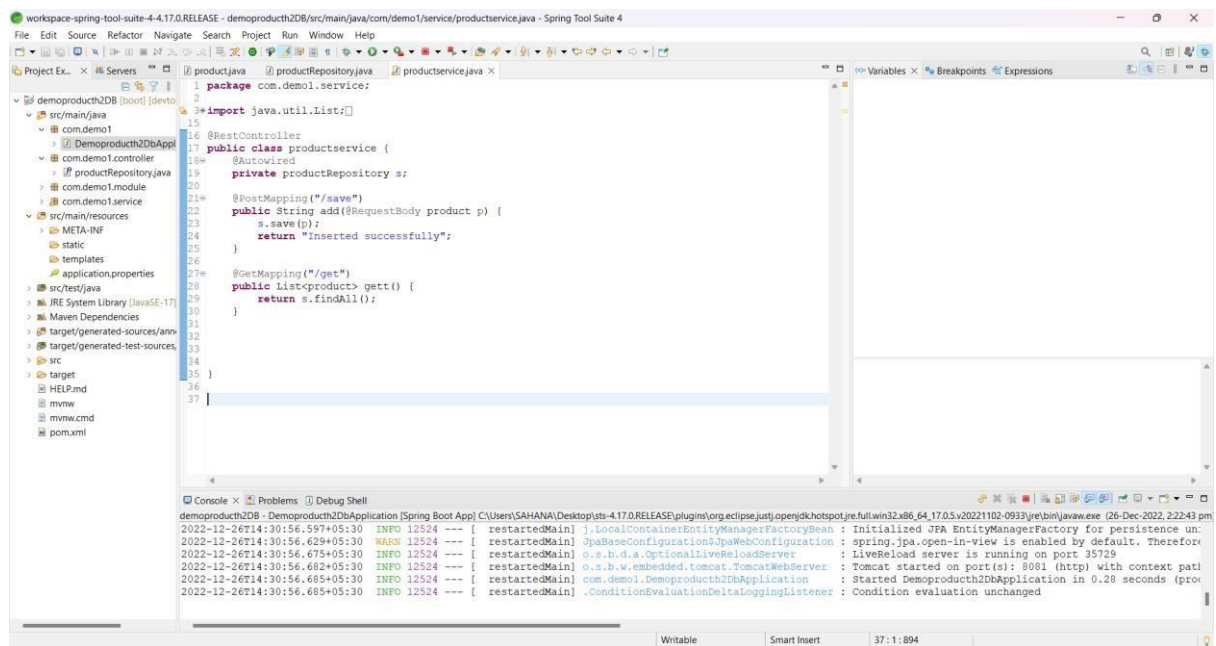 workspace-spring-tool-suite-4-4.17.0.RELEASE - demoproducth2DB/src/main/java/com/demo1/service/productservice.java - Spring Tool Suite 4
File Edit Source Refactor Navigate Search Project Run Window Help
Project Ex... Servers
demoproducth2DB [boot] [devto
src/main/java
com.demo1
Demoproducth2DbAppl
com.demo1.controller
productRepository.java
com.demo1.module
com.demo1.service
src/main/resources
META-INF
static
templates
application.properties
src/test/java
JRE System Library [JavaSE-17]
Maven Dependencies
target/generated-sources/ann
target/generated-test-sources,
src
target
HELP.md
mvnw
mvnw.cmd
pom.xml
product.java productRepository.java productservice.java
1 package com.demo1.service;
2
3 import java.util.List;
15
16 @RestController
17 public class productservice {
18 @Autowired
19 private productRepository s;
20
21 @PostMapping("/save")
22 public String add(@RequestBody product p) {
23 s.save(p);
24 return "Inserted successfully";
25 }
26
27 @GetMapping("/get")
28 public List<product> gett() {
29 return s.findAll();
30 }
31
32
33
34
35 }
36
37
Variables Breakpoints Expressions
Console Problems Debug Shell
demoproducth2DB - Demoproducth2DbApplication [Spring Boot App] C:\Users\SAHANA\Desktop\sts-4.17.0.RELEASE\plugins\org.eclipse.justj.openjdk.hotspot.jre.full.win32.x86_64_17.0.5.v20221102-0933\jre\bin\javaw.exe (26-Dec-2022, 2:22:43 pm)
2022-12-26T14:30:56.597+05:30 INFO 12524 --- [ restartedMain] j.LocalContainerEntityManagerFactoryBean : Initialized JPA EntityManagerFactory for persistence uni
2022-12-26T14:30:56.629+05:30 WARN 12524 --- [ restartedMain] JpaBaseConfiguration$JpaWebConfiguration : spring.jpa.open-in-view is enabled by default. Therefore
2022-12-26T14:30:56.675+05:30 INFO 12524 --- [ restartedMain] o.s.b.d.a.OptionalLiveReloadServer : LiveReload server is running on port 35729
2022-12-26T14:30:56.682+05:30 INFO 12524 --- [ restartedMain] o.s.b.w.embedded.tomcat.TomcatWebServer : Tomcat started on port(s): 8081 (http) with context path
2022-12-26T14:30:56.685+05:30 INFO 12524 --- [ restartedMain] com.demo1.Demoproducth2DbApplication : Started Demoproducth2DbApplication in 0.28 seconds (proc
2022-12-26T14:30:56.685+05:30 INFO 12524 --- [ restartedMain] .ConditionEvaluationDeltaLoggingListener : Condition evaluation unchanged
Writable Smart Insert 37 : 1 : 894